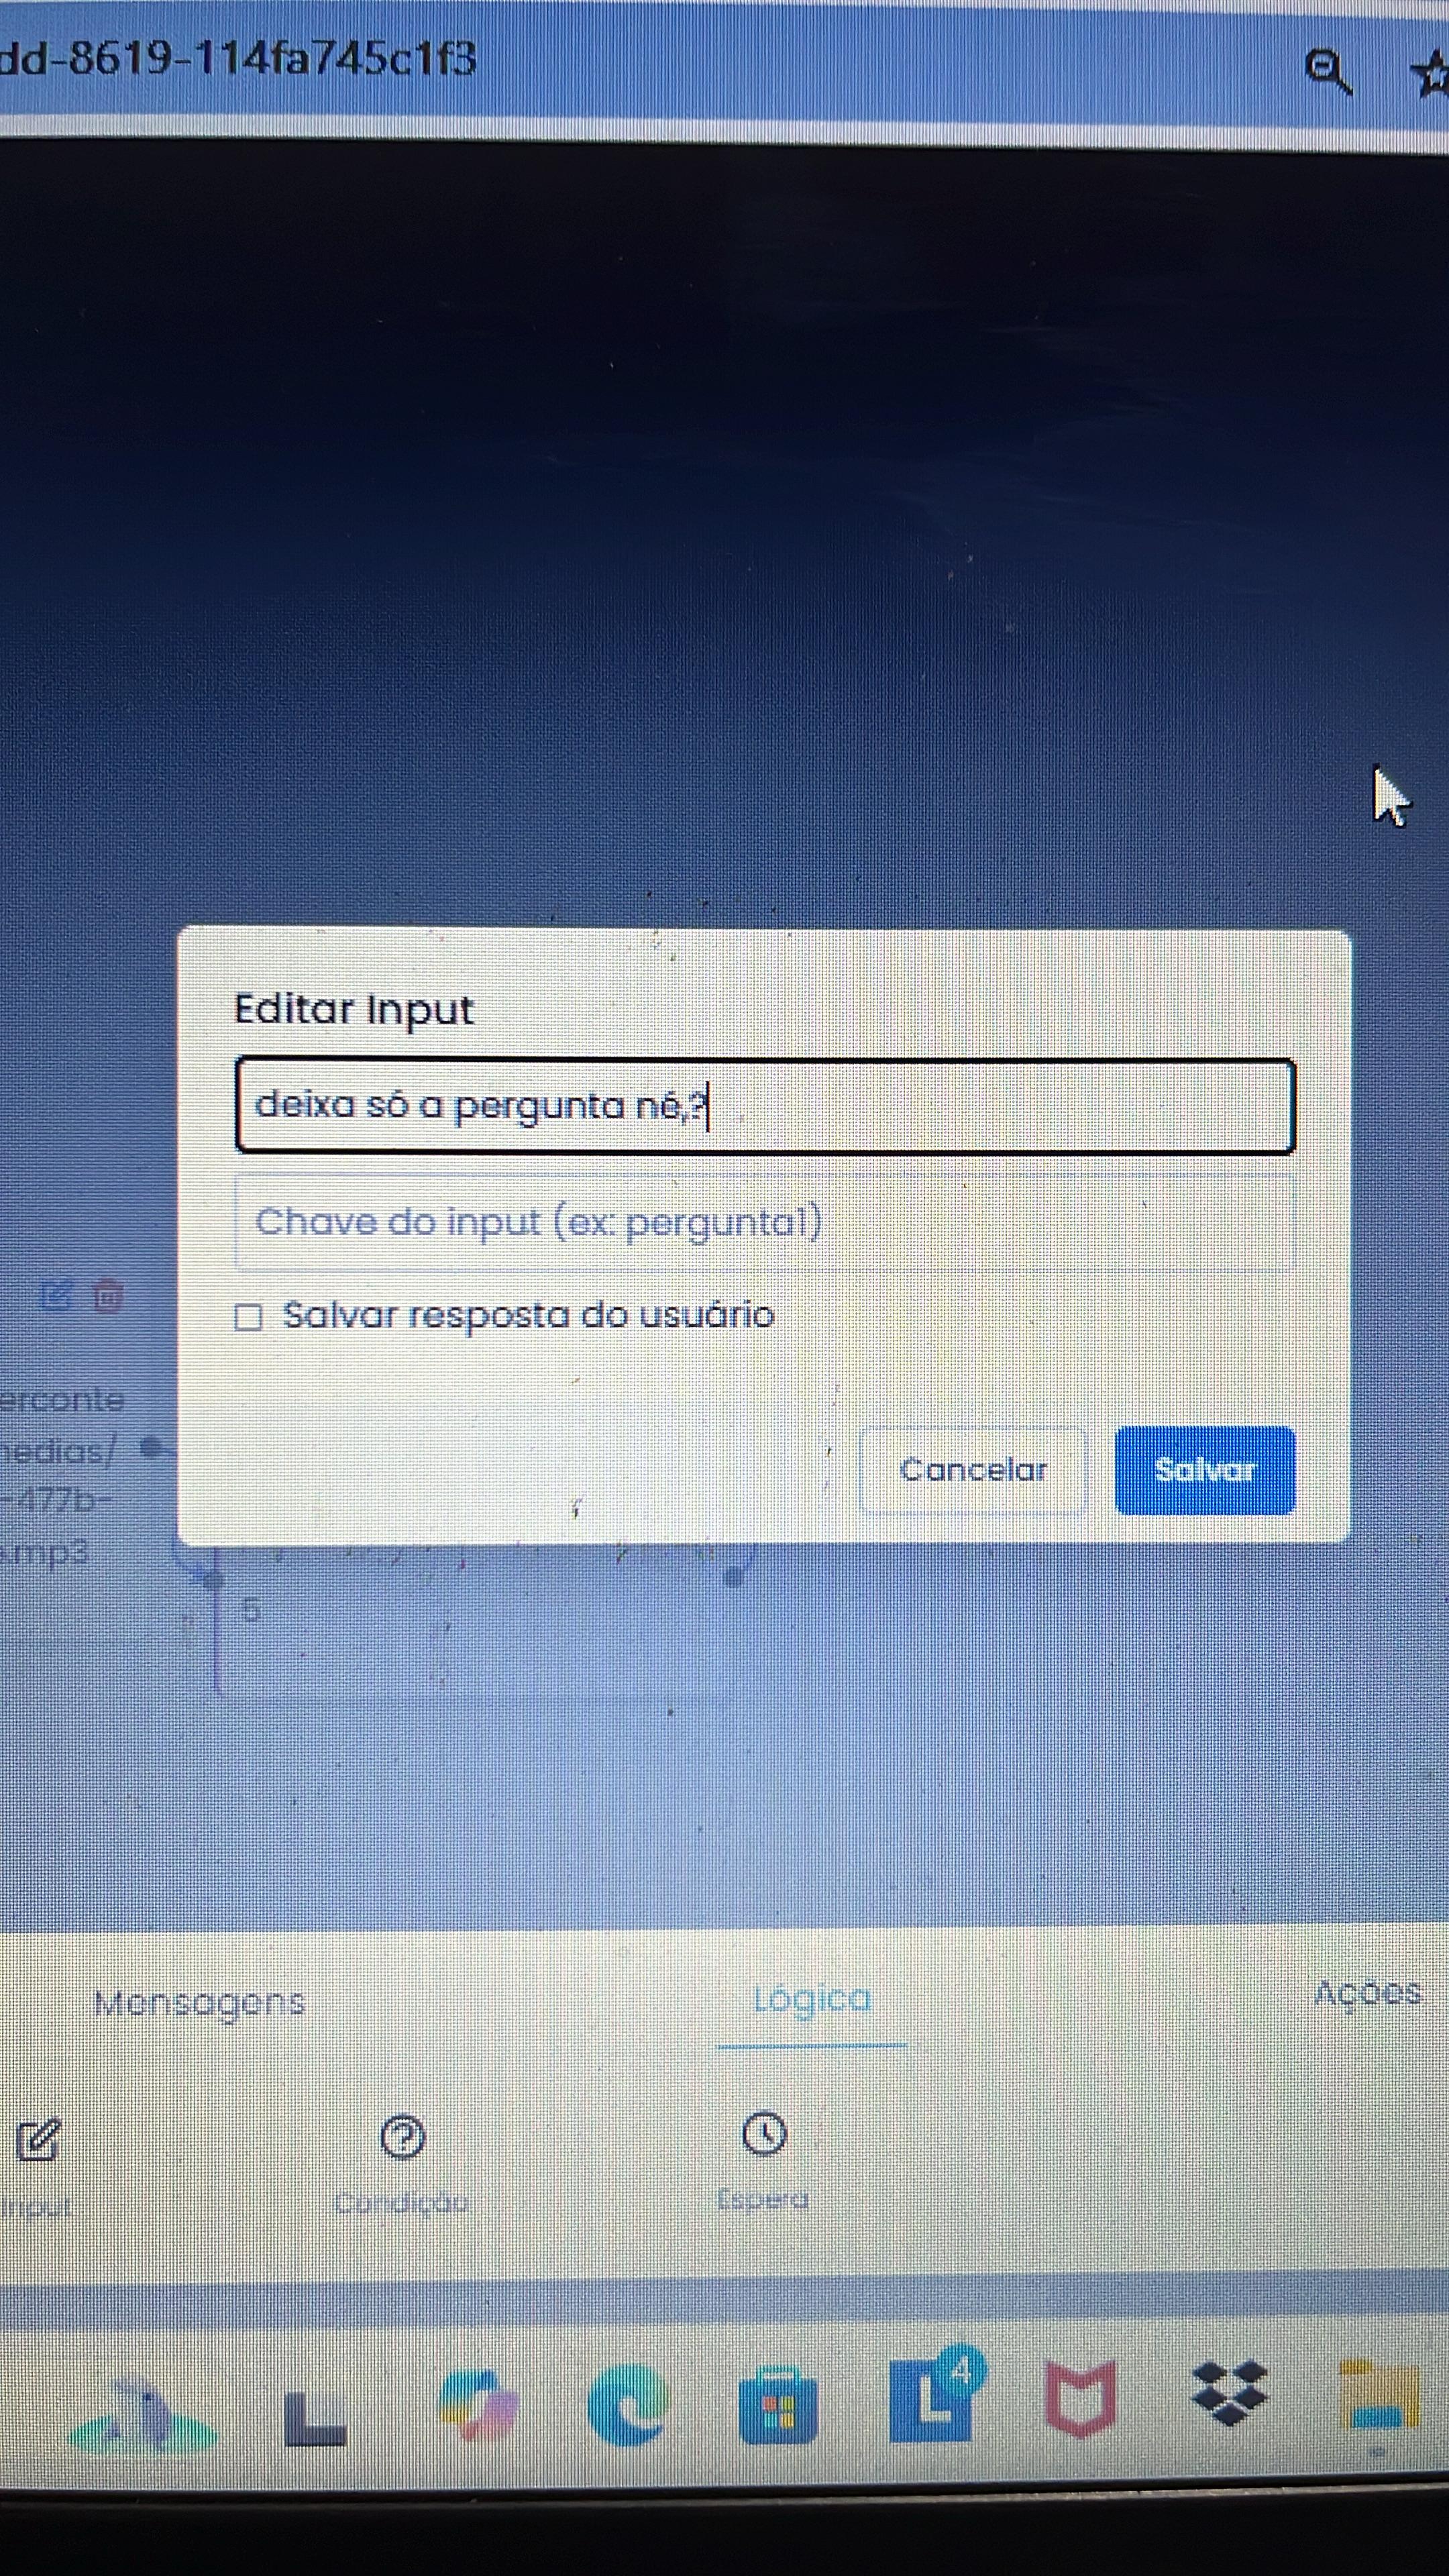 dd-8619-114fa745c1f3
Editar Input
deixa só a pergunta né,?
Chave do input (ex: pergunta1)
Salvar resposta do usuário
Cancelar
Salvar
erconte
nedias/
-477b-
.mp3
5
Mensagens
Lógica
Ações
Input
Condição
Espera
L
4